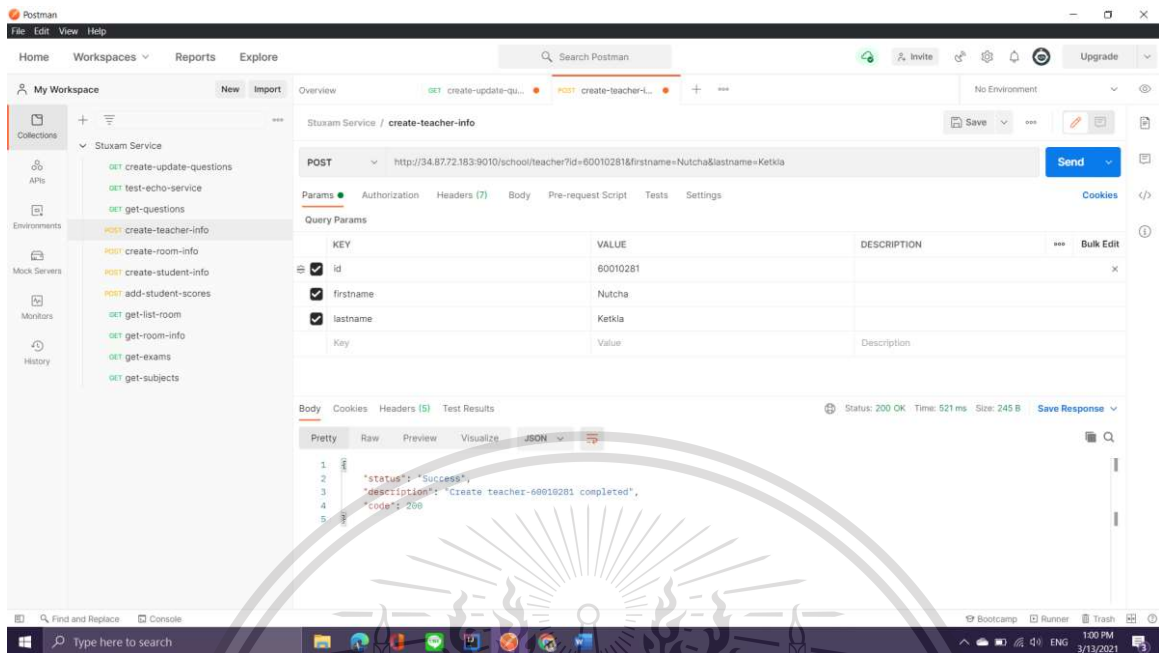 Postman
File Edit View Help
Home Workspaces Reports Explore Search Postman Invite Upgrade
My Workspace New Import Overview GET create-update-qu... POST create-teacher-i... + No Environment
Collections
APIs
Environments
Mock Servers
Monitors
History
Stuxam Service
GET create-update-questions
GET test-echo-service
GET get-questions
POST create-teacher-info
POST create-room-info
POST create-student-info
POST add-student-scores
GET get-list-room
GET get-room-info
GET get-exams
GET get-subjects
Stuxam Service / create-teacher-info Save
POST http://34.87.72.183:9010/school/teacher?id=60010281&firstname=Nutcha&lastname=Ketkla Send
Params Authorization Headers (7) Body Pre-request Script Tests Settings Cookies
Query Params
KEY VALUE DESCRIPTION Bulk Edit
id 60010281
firstname Nutcha
lastname Ketkla
Key Value Description
Body Cookies Headers (5) Test Results Status: 200 OK Time: 521 ms Size: 245 B Save Response
Pretty Raw Preview Visualize JSON
1 {
2 "status": "Success",
3 "description": "Create teacher-60010281 completed",
4 "code": 200
5 }
Find and Replace Console Bootcamp Runner Trash
Type here to search ENG 1:00 PM
3/13/2021